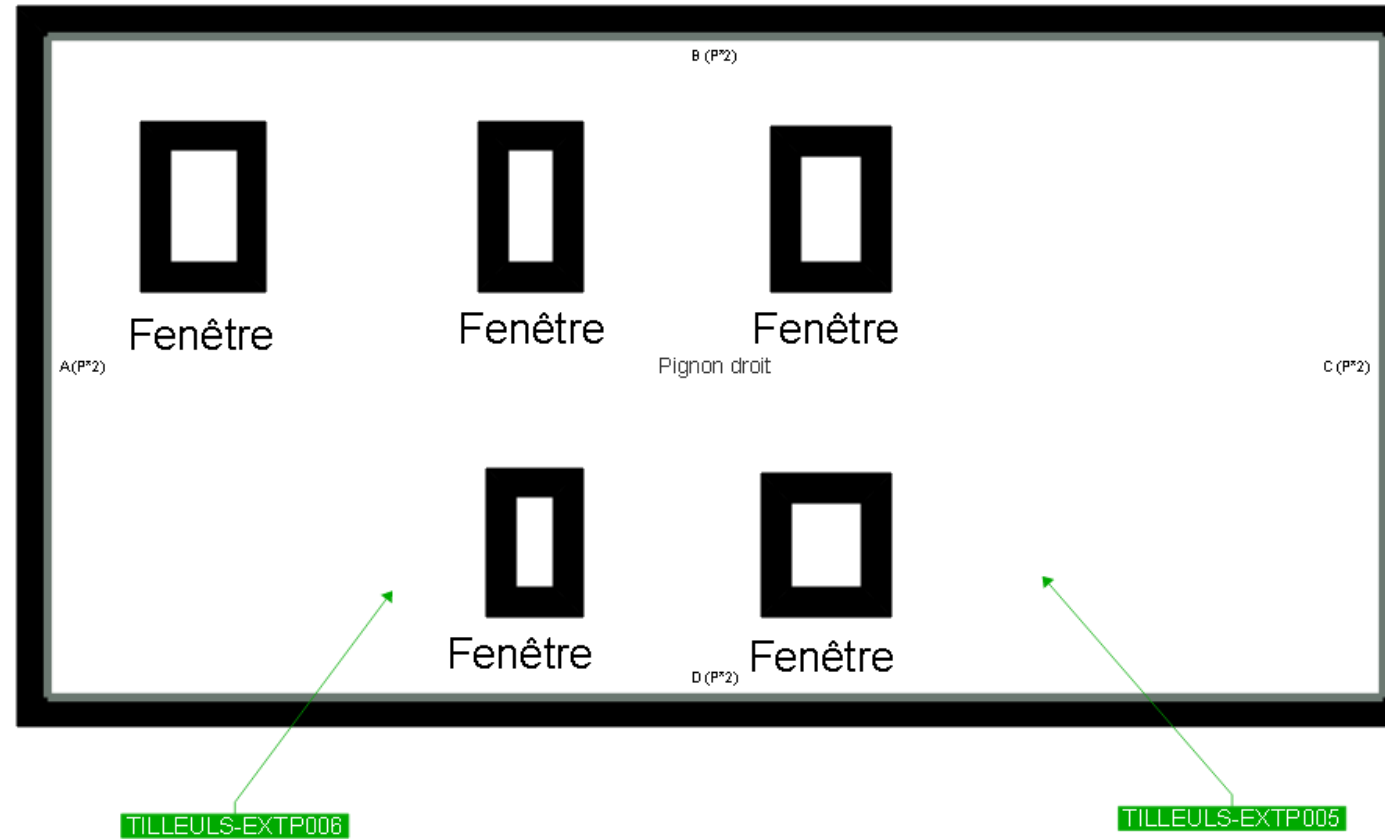 B (P*2)
Fenêtre
Fenêtre
Fenêtre
A(P*2)
Pignon droit
C (P*2)
Fenêtre
Fenêtre
D (P*2)
TILLEULS-EXTP006
TILLEULS-EXTP005